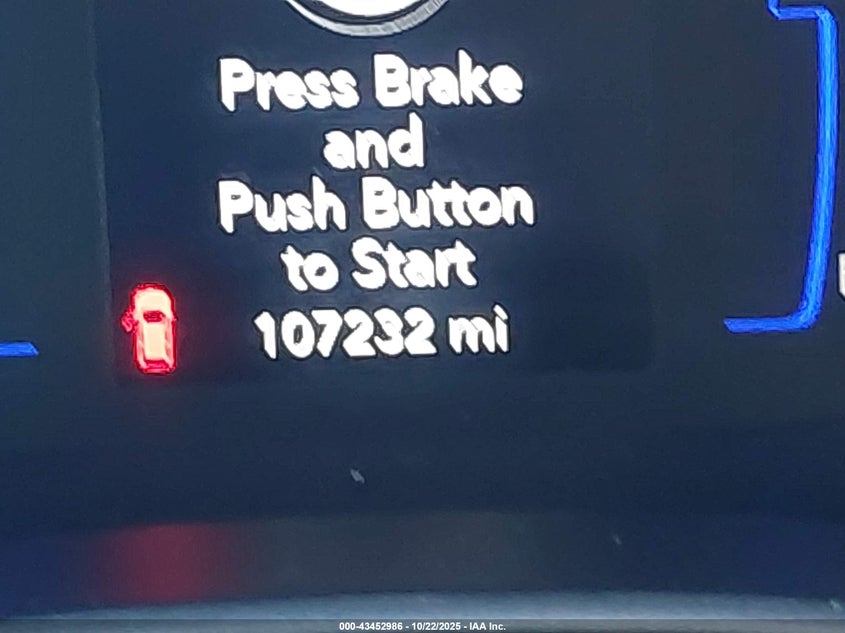 Press Brake
and
Push Button
to Start
107232 mi
000-43452986 - 10/22/2025 - IAA Inc.